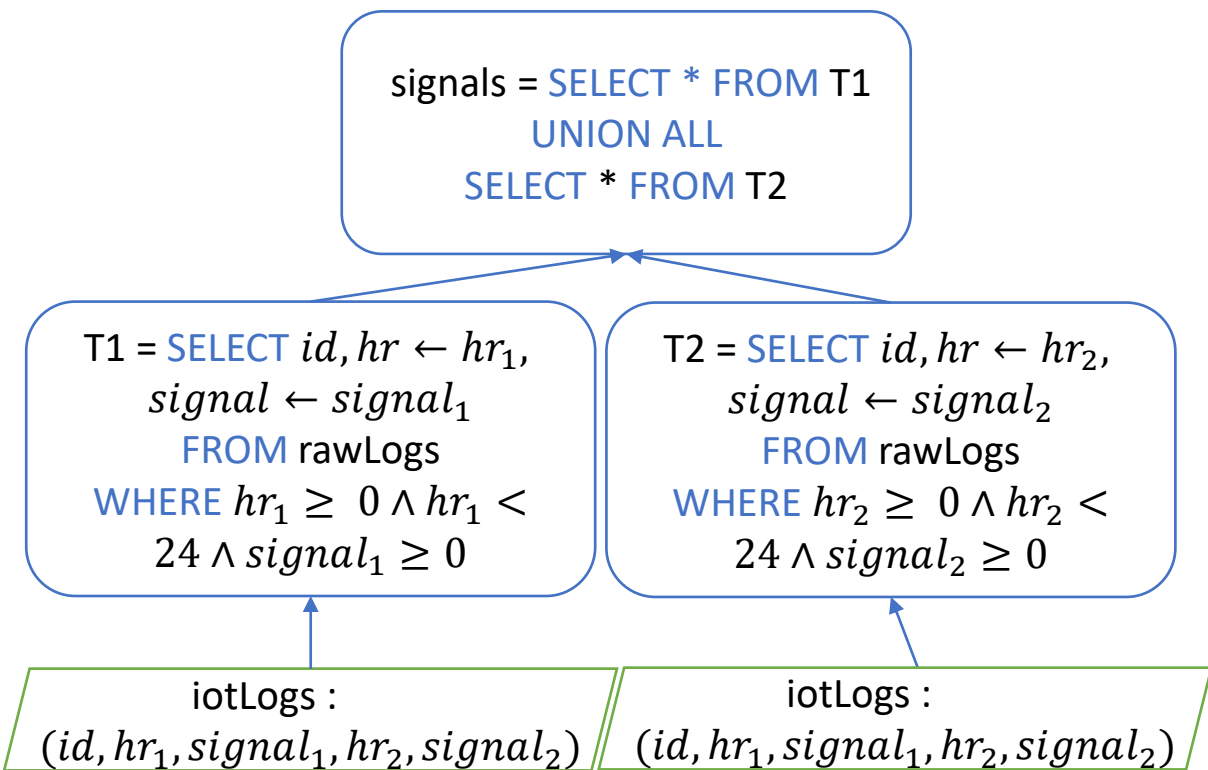 signals = SELECT * FROM T1
UNION ALL
SELECT * FROM T2
T1 = SELECT id, hr ← hr₁,
signal ← signal₁
FROM rawLogs
WHERE hr₁ ≥ 0 ∧ hr₁ <
24 ∧ signal₁ ≥ 0
T2 = SELECT id, hr ← hr₂,
signal ← signal₂
FROM rawLogs
WHERE hr₂ ≥ 0 ∧ hr₂ <
24 ∧ signal₂ ≥ 0
iotLogs :
(id, hr₁, signal₁, hr₂, signal₂)
iotLogs :
(id, hr₁, signal₁, hr₂, signal₂)